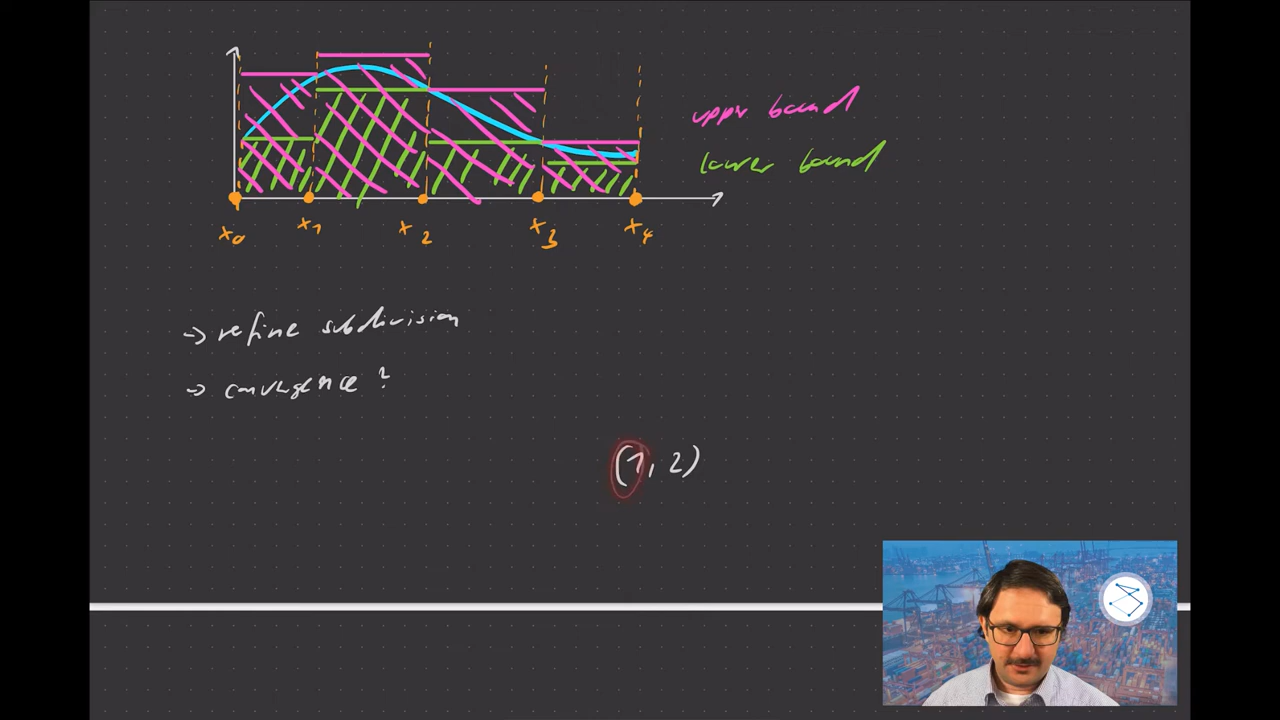 upper bound
lower bound
x₀ x₁ x₂ x₃ x₄
→ refine subdivision
→ convergence?
(1, 2)